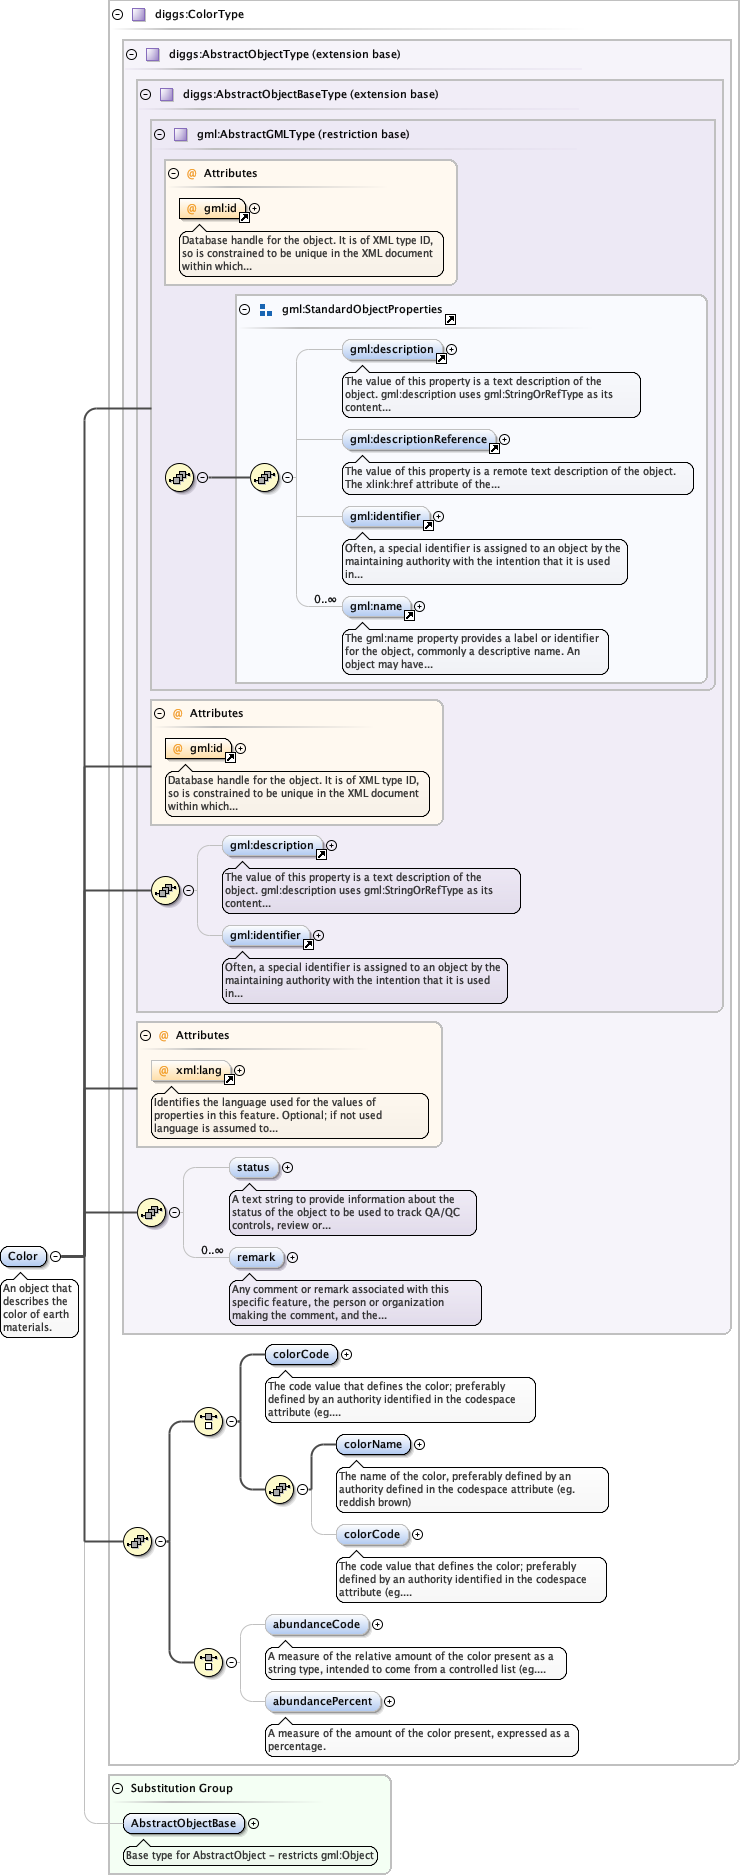 diggs:ColorType
diggs:AbstractObjectType (extension base)
diggs:AbstractObjectBaseType (extension base)
gml:AbstractGMLType (restriction base)
@ Attributes
@ gml:id
Database handle for the object. It is of XML type ID,
so is constrained to be unique in the XML document
within which...
gml:StandardObjectProperties
gml:description
The value of this property is a text description of the
object. gml:description uses gml:StringOrRefType as its
content...
gml:descriptionReference
The value of this property is a remote text description of the object.
The xlink:href attribute of the...
gml:identifier
Often, a special identifier is assigned to an object by the
maintaining authority with the intention that it is used
in...
0..∞
gml:name
The gml:name property provides a label or identifier
for the object, commonly a descriptive name. An
object may have...
@ Attributes
@ gml:id
Database handle for the object. It is of XML type ID,
so is constrained to be unique in the XML document
within which...
gml:description
The value of this property is a text description of the
object. gml:description uses gml:StringOrRefType as its
content...
gml:identifier
Often, a special identifier is assigned to an object by the
maintaining authority with the intention that it is used
in...
@ Attributes
@ xml:lang
Identifies the language used for the values of
properties in this feature. Optional; if not used
language is assumed to...
status
A text string to provide information about the
status of the object to be used to track QA/QC
controls, review or...
0..∞
remark
Any comment or remark associated with this
specific feature, the person or organization
making the comment, and the...
Color
An object that
describes the
color of earth
materials.
colorCode
The code value that defines the color; preferably
defined by an authority identified in the codespace
attribute (eg....
colorName
The name of the color, preferably defined by an
authority defined in the codespace attribute (eg.
reddish brown)
colorCode
The code value that defines the color; preferably
defined by an authority identified in the codespace
attribute (eg....
abundanceCode
A measure of the relative amount of the color present as a
string type, intended to come from a controlled list (eg....
abundancePercent
A measure of the amount of the color present, expressed as a
percentage.
Substitution Group
AbstractObjectBase
Base type for AbstractObject - restricts gml:Object